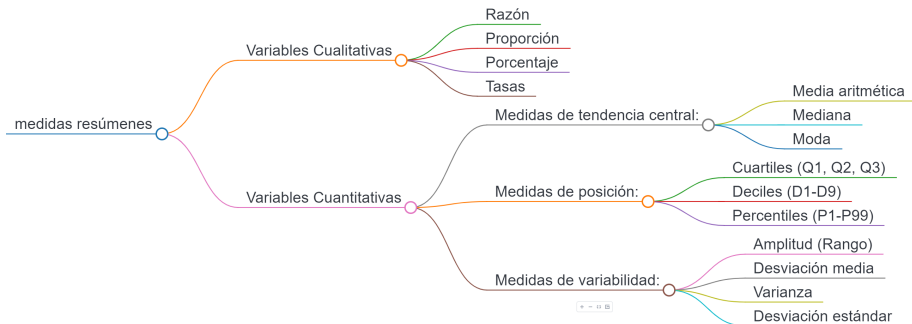 medidas resúmenes
Variables Cualitativas
Razón
Proporción
Porcentaje
Tasas
Variables Cuantitativas
Medidas de tendencia central:
Media aritmética
Mediana
Moda
Medidas de posición:
Cuartiles (Q1, Q2, Q3)
Deciles (D1-D9)
Percentiles (P1-P99)
Medidas de variabilidad:
Amplitud (Rango)
Desviación media
Varianza
Desviación estándar